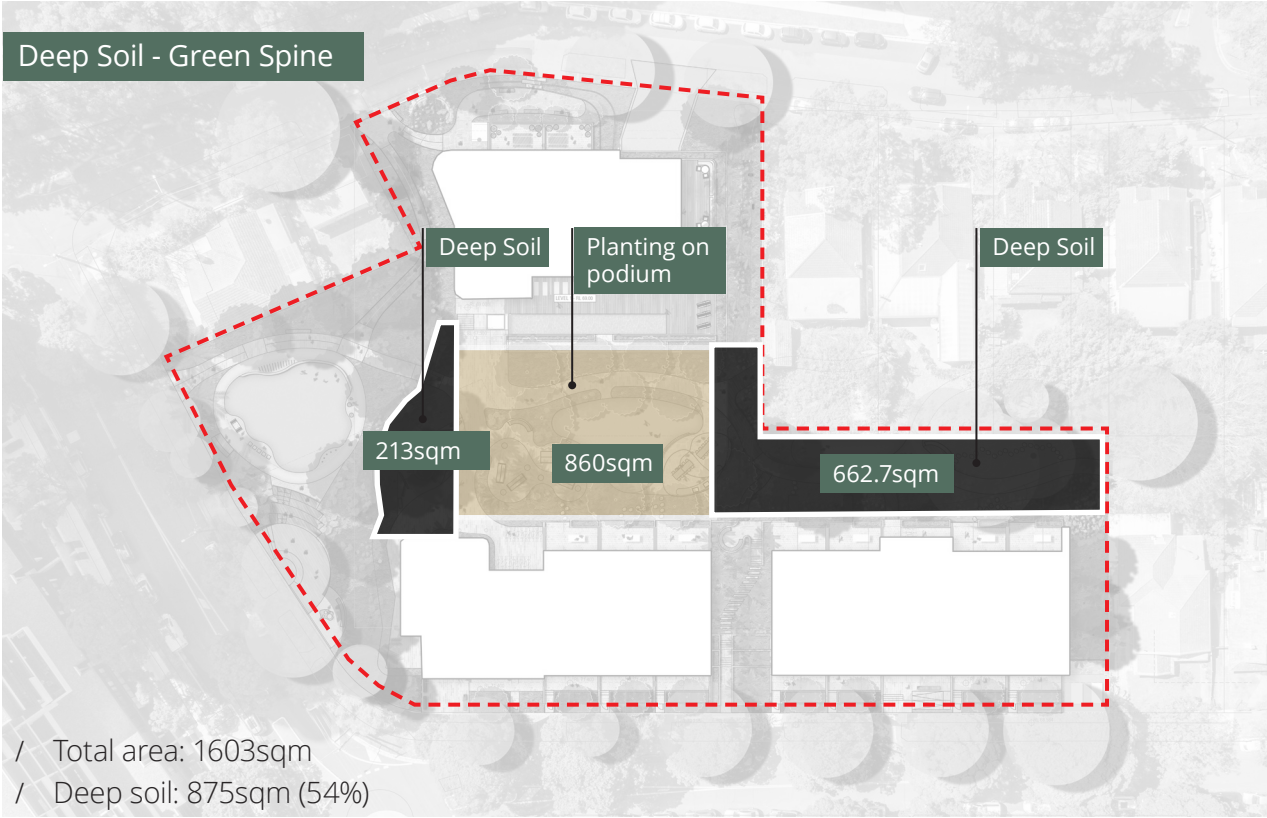 Deep Soil - Green Spine
Deep Soil
Planting on
podium
Deep Soil
213sqm
860sqm
662.7sqm
/ Total area: 1603sqm
/ Deep soil: 875sqm (54%)